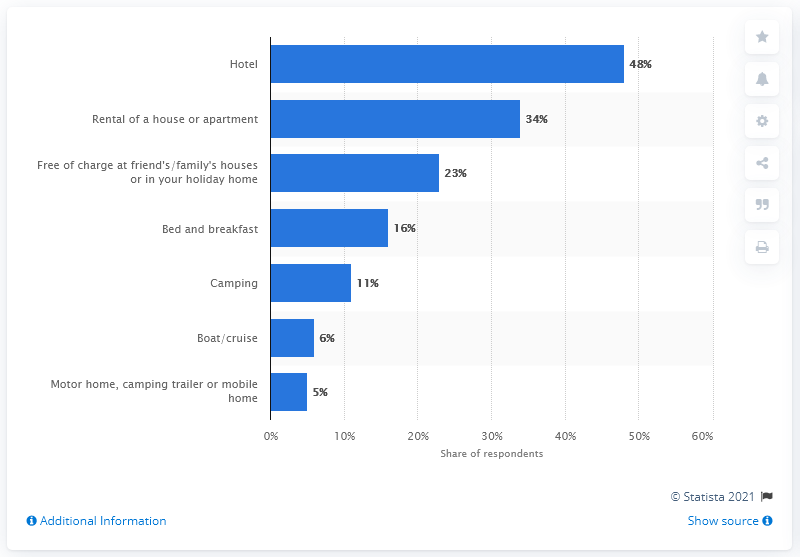 Hotel
48%
Rental of a house or apartment
34%
Free of charge at friend's/family's houses
or in your holiday home
23%
Bed and breakfast
16%
Camping
11%
Boat/cruise
6%
Motor home, camping trailer or mobile
home
5%
0% 10% 20% 30% 40% 50% 60%
Share of respondents
© Statista 2021
Additional Information
Show source